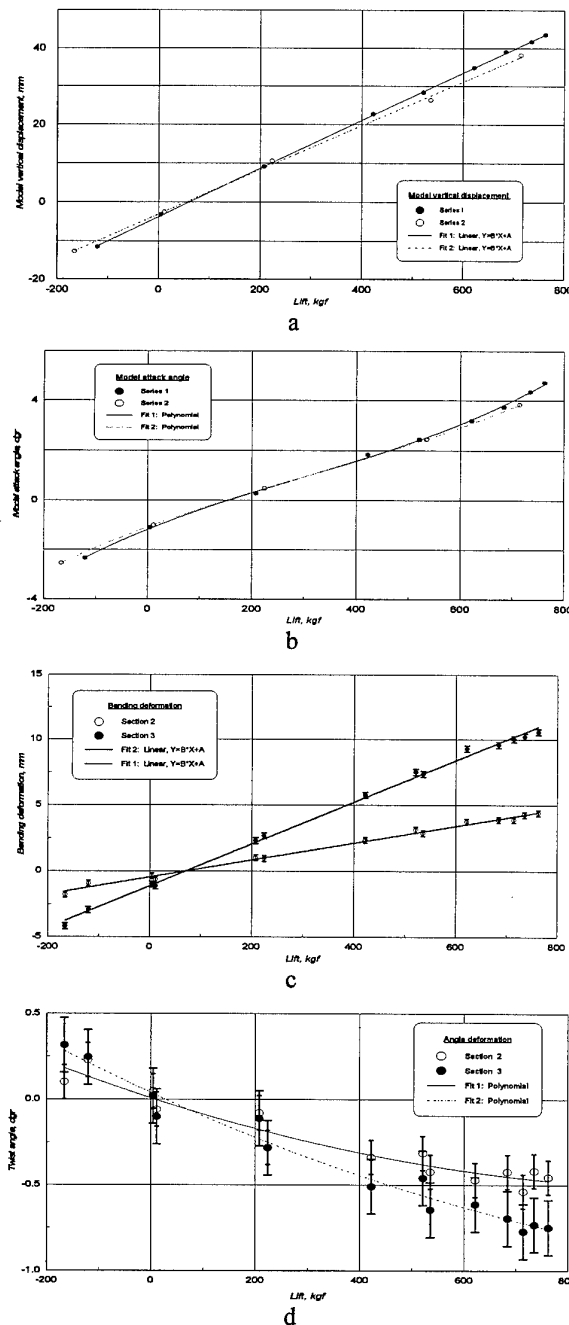 40
20
0
-20
Model vertical displacement, mm
Model vertical displacement
Series 1
Series 2
Fit 1: Linear, Y=B*X+A
Fit 2: Linear, Y=B*X+A
-200 0 200 400 600 800
Lift, kgf
a
4
0
-4
Model attack angle, dgr
Model attack angle
Series 1
Series 2
Fit 1: Polynomial
Fit 2: Polynomial
-200 0 200 400 600 800
Lift, kgf
b
15
10
5
0
-5
Bending deformation, mm
Bending deformation
Section 2
Section 3
Fit 2: Linear, Y=B*X+A
Fit 1: Linear, Y=B*X+A
-200 0 200 400 600 800
Lift, kgf
c
0.5
0.0
-0.5
-1.0
Twist angle, dgr
Angle deformation
Section 2
Section 3
Fit 1: Polynomial
Fit 2: Polynomial
-200 0 200 400 600 80
Lift, kgf
d